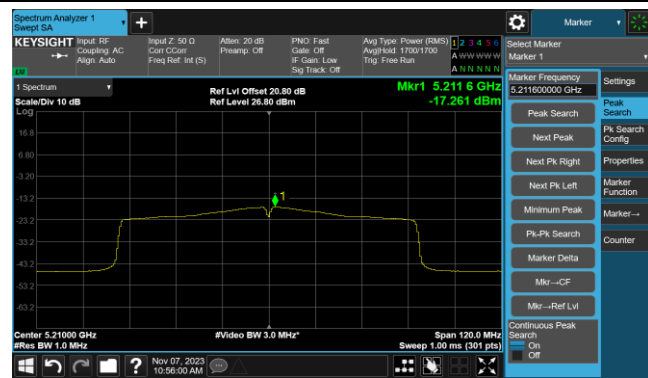 Spectrum Analyzer 1
Swept SA
Marker
KEYSIGHT
Input: RF
Coupling: AC
Align: Auto
Input Z: 50 Ω
Corr CCorr
Freq Ref: Int (S)
Atten: 20 dB
Preamp: Off
PNO: Fast
Gate: Off
IF Gain: Low
Sig Track: Off
Avg Type: Power (RMS)
Avg|Hold: 1700/1700
Trig: Free Run
1 2 3 4 5 6
A W W W W W
A N N N N N
LV
Select Marker
Marker 1
1 Spectrum
Scale/Div 10 dB
Log
Ref Lvl Offset 20.80 dB
Ref Level 26.80 dBm
Mkr1 5.211 6 GHz
-17.261 dBm
16.8
6.80
-3.20
-13.2
-23.2
-33.2
-43.2
-53.2
-63.2
1
Center 5.21000 GHz
#Res BW 1.0 MHz
#Video BW 3.0 MHz*
Span 120.0 MHz
Sweep 1.00 ms (301 pts)
Marker Frequency
5.211600000 GHz
Peak Search
Next Peak
Next Pk Right
Next Pk Left
Minimum Peak
Pk-Pk Search
Marker Delta
Mkr→CF
Mkr→Ref Lvl
Continuous Peak
Search
On
Off
Settings
Peak
Search
Pk Search
Config
Properties
Marker
Function
Marker→
Counter
?
Nov 07, 2023
10:56:00 AM